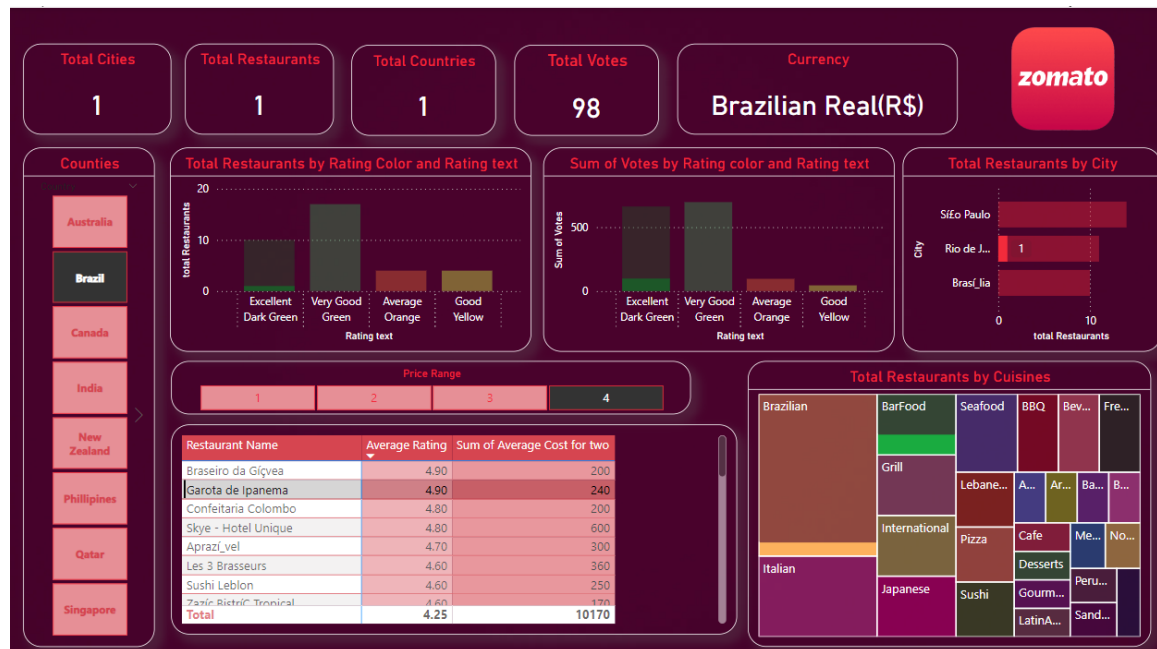 Total Cities
1
Total Restaurants
1
Total Countries
1
Total Votes
98
Currency
Brazilian Real(R$)
zomato
Counties
Australia
Brazil
Canada
India
New
Zealand
Phillipines
Qatar
Singapore
Total Restaurants by Rating Color and Rating text
total Restaurants
20
10
0
Excellent
Very Good
Average
Good
Dark Green
Green
Orange
Yellow
Rating text
Sum of Votes by Rating color and Rating text
Sum of Votes
500
0
Excellent
Very Good
Average
Good
Dark Green
Green
Orange
Yellow
Rating text
Total Restaurants by City
City
Sí£o Paulo
Rio de J...
1
Brasí_lia
0
10
total Restaurants
Price Range
1
2
3
4
Restaurant Name Average Rating Sum of Average Cost for two
Braseiro da Gíçvea 4.90 200
Garota de Ipanema 4.90 240
Confeitaria Colombo 4.80 200
Skye - Hotel Unique 4.80 600
Aprazí_vel 4.70 300
Les 3 Brasseurs 4.60 360
Sushi Leblon 4.60 250
Zazíc BistríC Tropical 4.60 170
Total 4.25 10170
Total Restaurants by Cuisines
Brazilian
Italian
BarFood
Grill
International
Japanese
Seafood
Lebane...
Pizza
Sushi
BBQ
Bev...
Fre...
A...
Ar...
Ba...
B...
Cafe
Desserts
Gourm...
LatinA...
Me...
No...
Peru...
Sand...